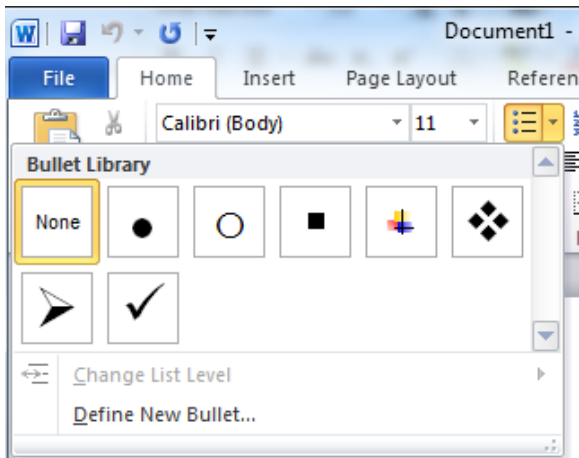 W Document1 -
File Home Insert Page Layout Referen
Calibri (Body) 11
Bullet Library
None
Change List Level
Define New Bullet...